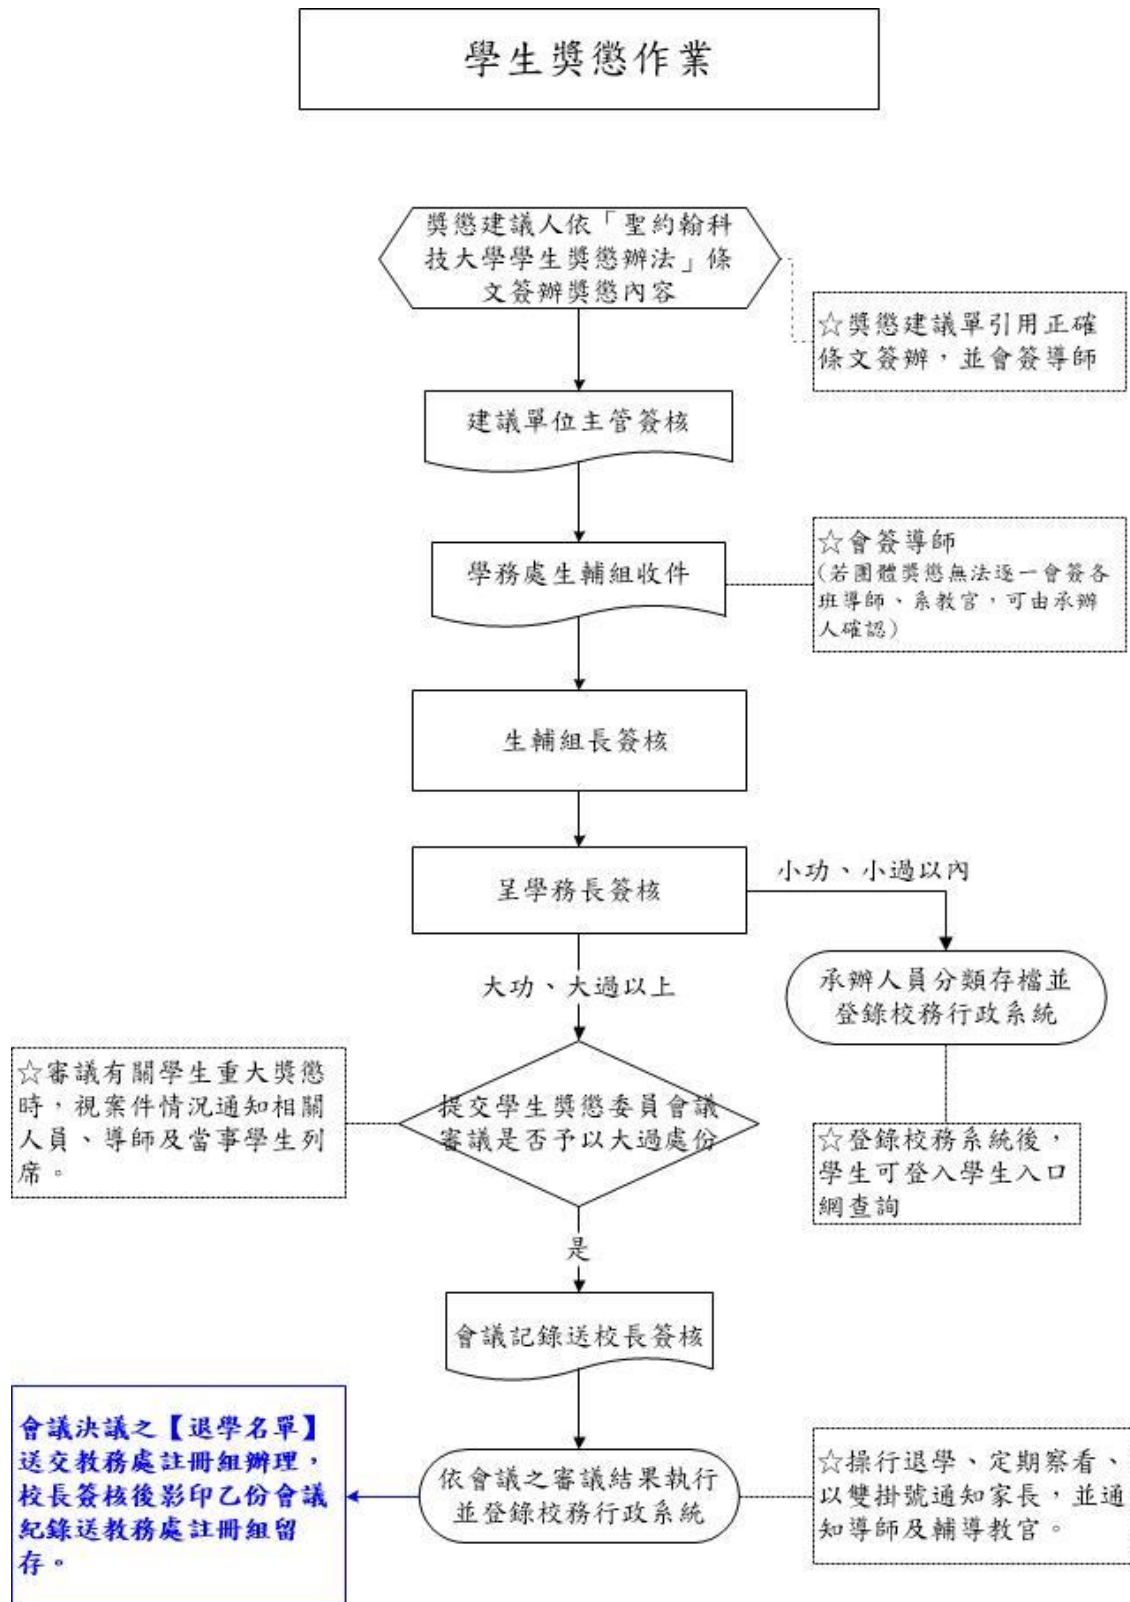 學生獎懲作業
獎懲建議人依「聖約翰科
技大學學生獎懲辦法」條
文簽辦獎懲內容
☆獎懲建議單引用正確
條文簽辦，並會簽導師
建議單位主管簽核
學務處生輔組收件
☆會簽導師
(若團體獎懲無法逐一會簽各
班導師、系教官，可由承辦
人確認)
生輔組長簽核
呈學務長簽核
小功、小過以內
大功、大過以上
承辦人員分類存檔並
登錄校務行政系統
☆審議有關學生重大獎懲
時，視案件情況通知相關
人員、導師及當事學生列
席。
提交學生獎懲委員會議
審議是否予以大過處份
☆登錄校務系統後，
學生可登入學生入口
網查詢
是
會議記錄送校長簽核
會議決議之【退學名單】
送交教務處註冊組辦理，
校長簽核後影印乙份會議
紀錄送教務處註冊組留
存。
依會議之審議結果執行
並登錄校務行政系統
☆操行退學、定期察看、
以雙掛號通知家長，並通
知導師及輔導教官。